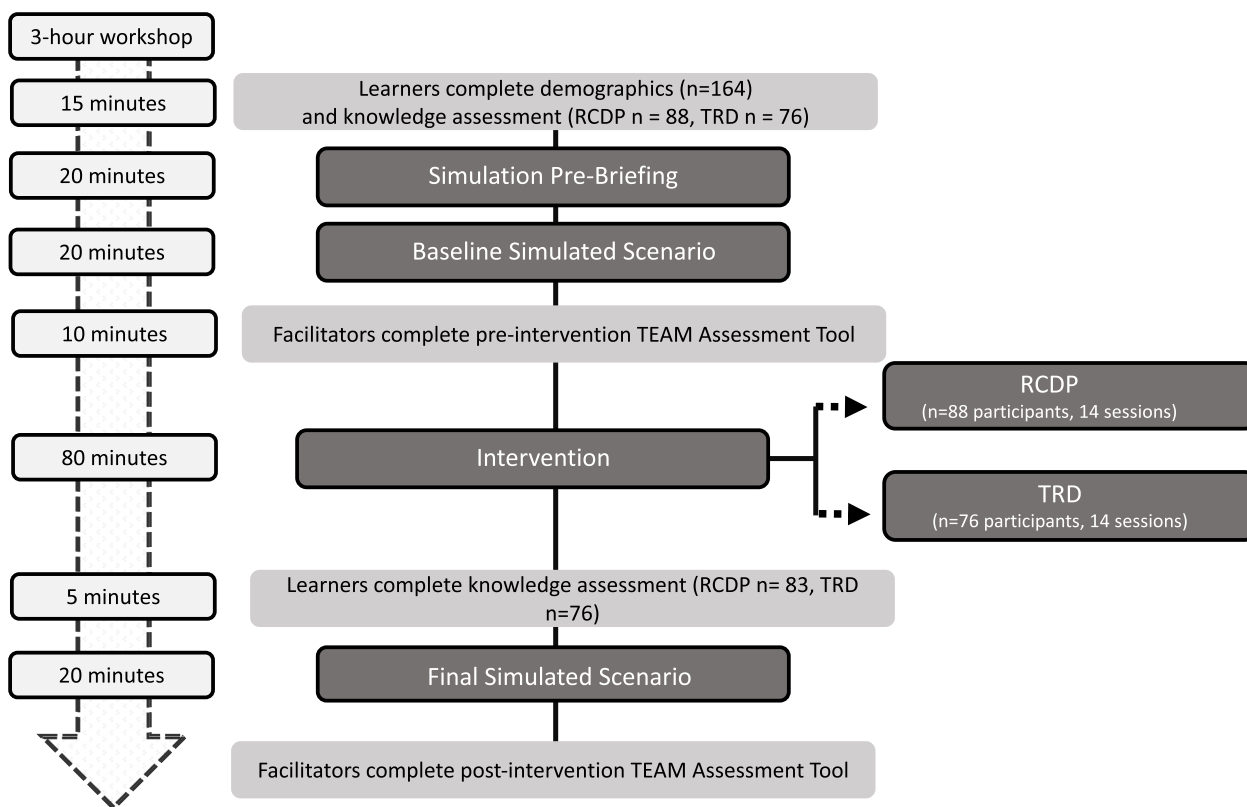 3-hour workshop
15 minutes
Learners complete demographics (n=164)
and knowledge assessment (RCDP n = 88, TRD n = 76)
20 minutes
Simulation Pre-Briefing
20 minutes
Baseline Simulated Scenario
10 minutes
Facilitators complete pre-intervention TEAM Assessment Tool
RCDP
(n=88 participants, 14 sessions)
80 minutes
Intervention
TRD
(n=76 participants, 14 sessions)
5 minutes
Learners complete knowledge assessment (RCDP n= 83, TRD
n=76)
20 minutes
Final Simulated Scenario
Facilitators complete post-intervention TEAM Assessment Tool